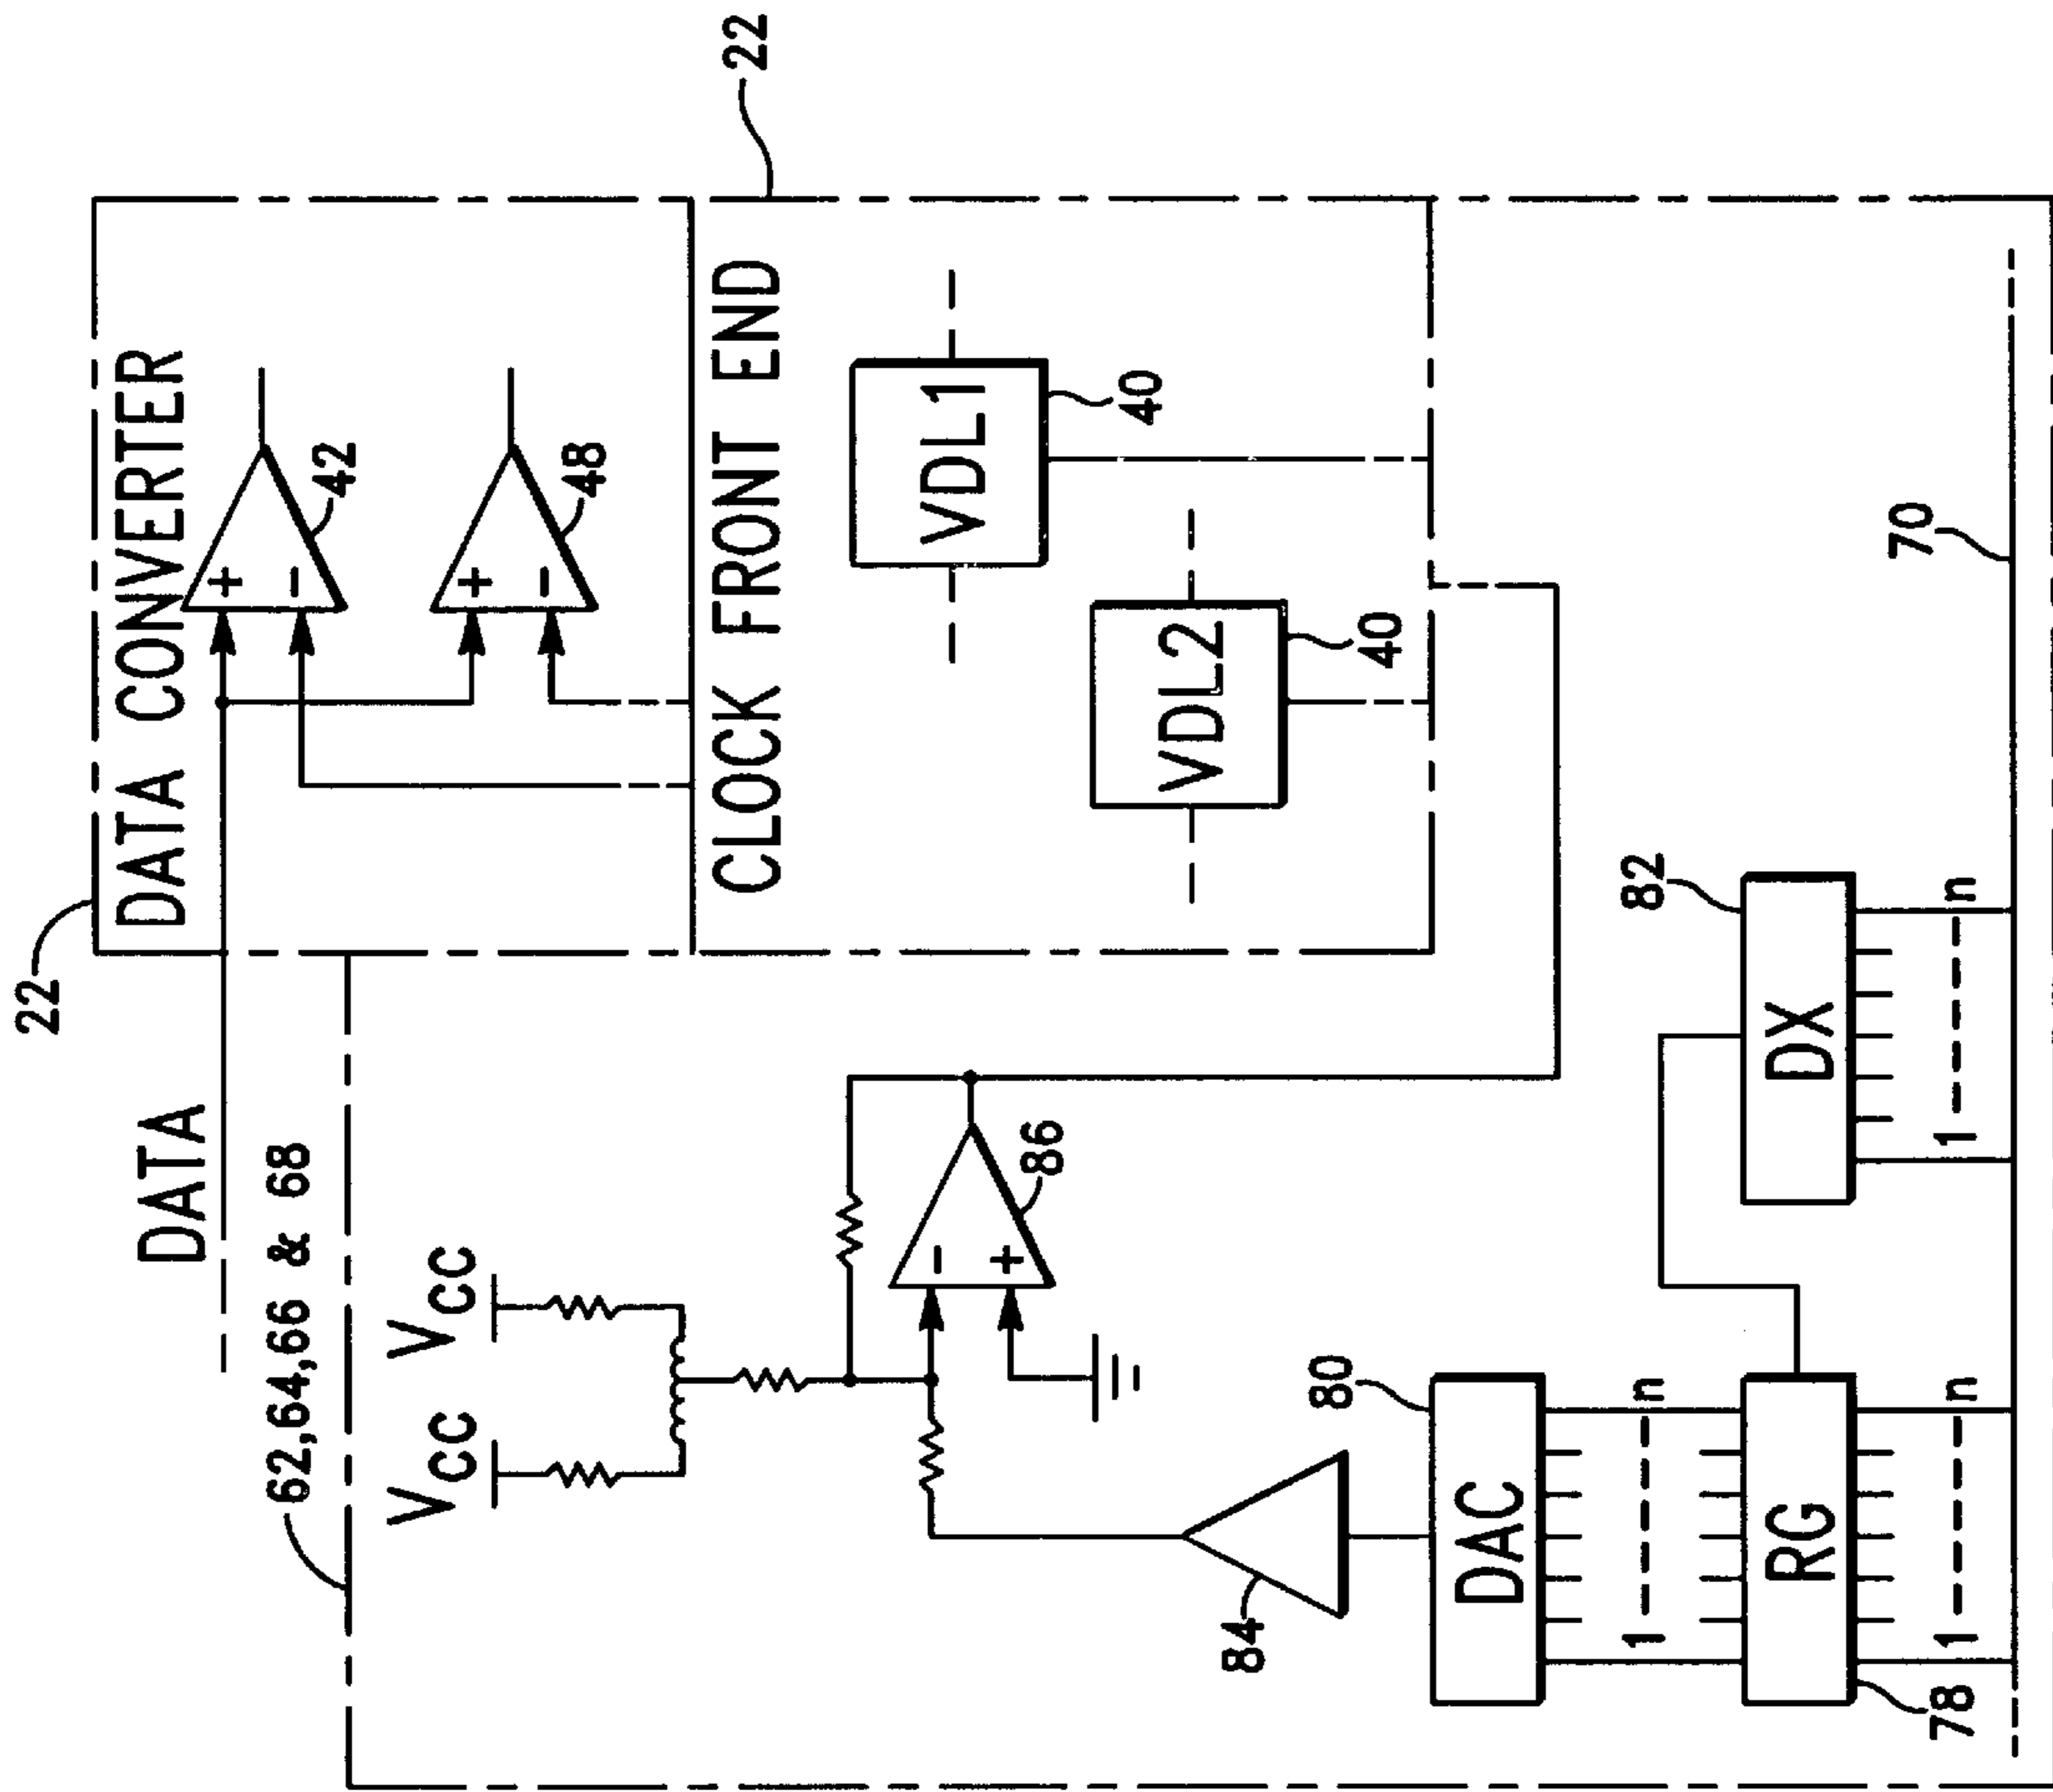 22
DATA CONVERTER
+
-
42
+
-
48
22
CLOCK FRONT END
VDL1
40
VDL2
40
DATA
62,64,66 & 68
VCC
VCC
-
+
86
84
DAC
80
1 n
RG
78
1 n
DX
82
1 n
70